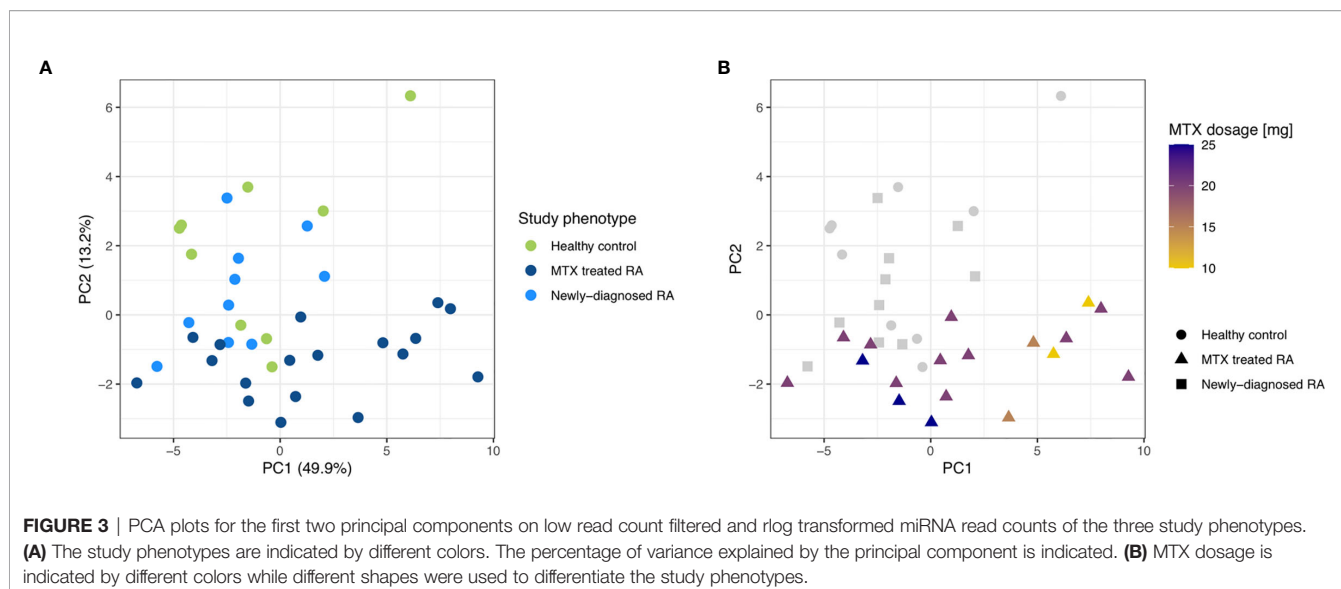 A
B
6
4
2
0
−2
−5
0
5
10
PC2 (13.2%)
PC1 (49.9%)
Study phenotype
Healthy control
MTX treated RA
Newly−diagnosed RA
6
4
2
0
−2
−5
0
5
10
PC2
PC1
MTX dosage [mg]
25
20
15
10
Healthy control
MTX treated RA
Newly−diagnosed RA
FIGURE 3 | PCA plots for the first two principal components on low read count filtered and rlog transformed miRNA read counts of the three study phenotypes.
(A) The study phenotypes are indicated by different colors. The percentage of variance explained by the principal component is indicated. (B) MTX dosage is
indicated by different colors while different shapes were used to differentiate the study phenotypes.